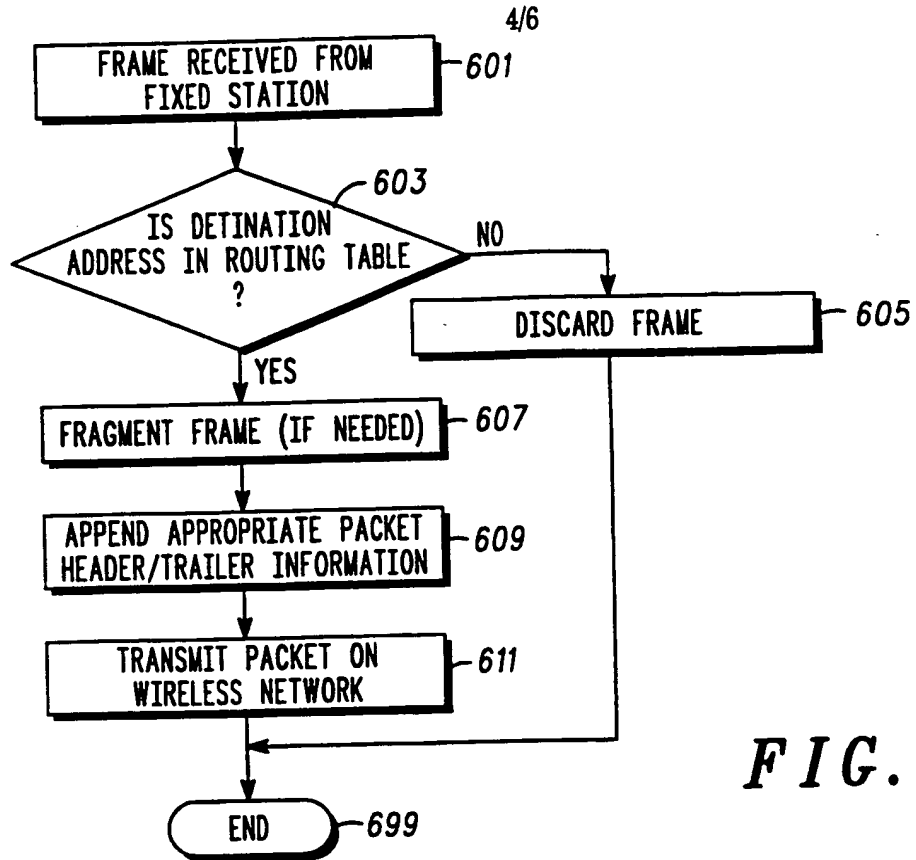 4/6
FRAME RECEIVED FROM
FIXED STATION
601
603
IS DETINATION
ADDRESS IN ROUTING TABLE
?
NO
DISCARD FRAME
605
YES
FRAGMENT FRAME (IF NEEDED)
607
APPEND APPROPRIATE PACKET
HEADER/TRAILER INFORMATION
609
TRANSMIT PACKET ON
WIRELESS NETWORK
611
END
699
FIG.